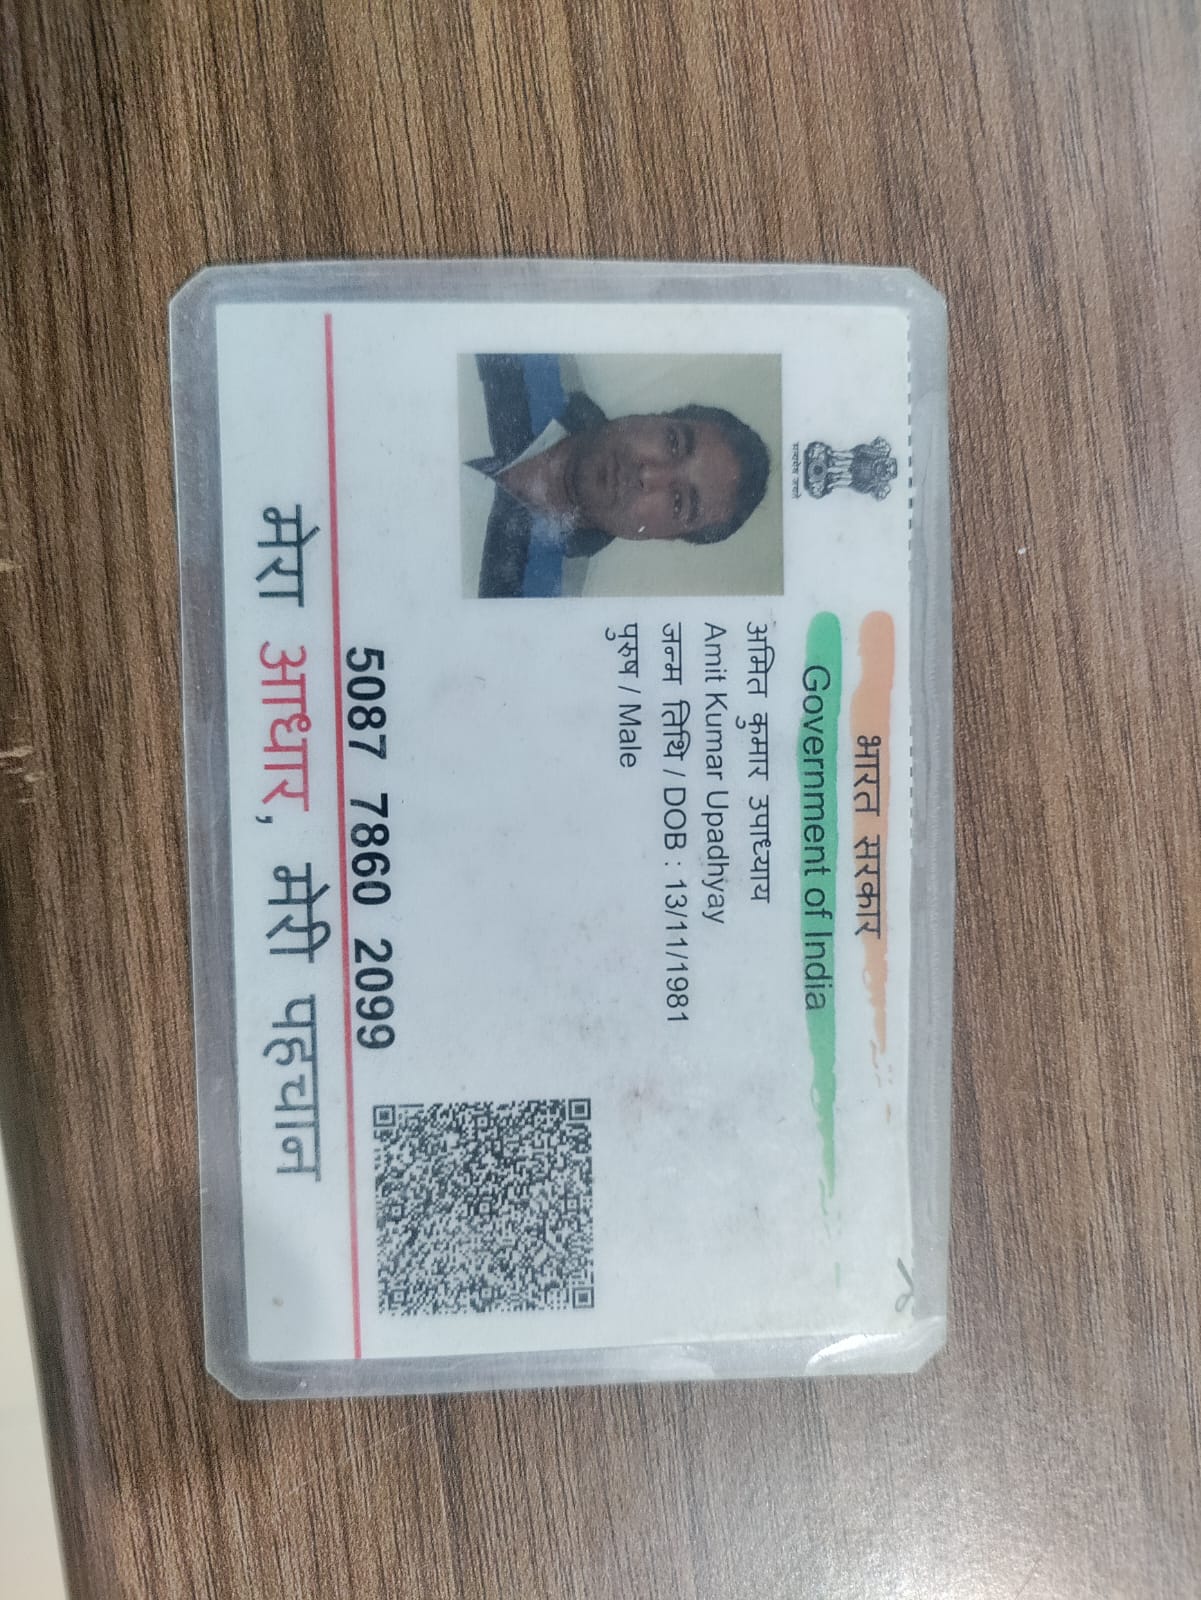 भारत सरकार
Government of India
सत्यमेव जयते
अमित कुमार उपाध्याय
Amit Kumar Upadhyay
जन्म तिथि / DOB : 13/11/1981
पुरुष / Male
5087 7860 2099
मेरा आधार, मेरी पहचान